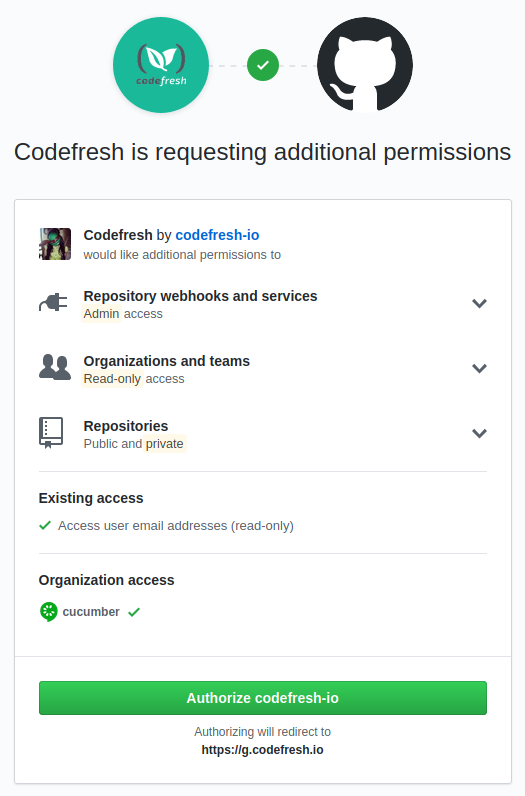 codefresh
Codefresh is requesting additional permissions
Codefresh by codefresh-io
would like additional permissions to
Repository webhooks and services
Admin access
Organizations and teams
Read-only access
Repositories
Public and private
Existing access
Access user email addresses (read-only)
Organization access
cucumber
Authorize codefresh-io
Authorizing will redirect to
https://g.codefresh.io